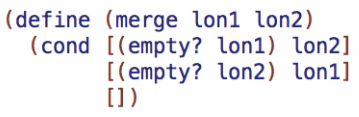 (define (merge lon1 lon2)
(cond [(empty? lon1) lon2]
[(empty? lon2) lon1]
[])